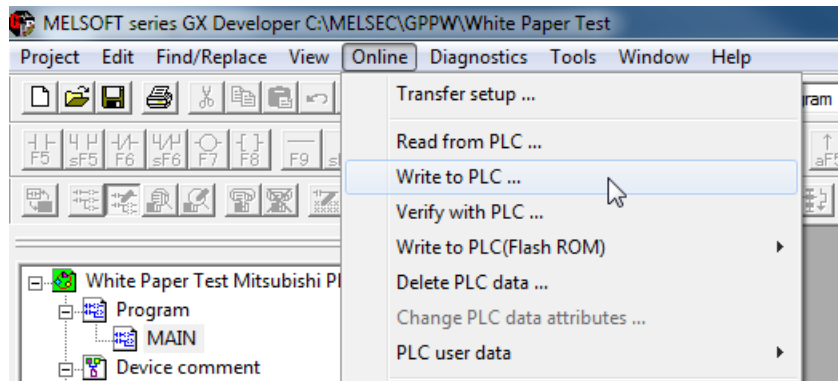 MELSOFT series GX Developer C:\MELSEC\GPPW\White Paper Test
Project Edit Find/Replace View Online Diagnostics Tools Window Help
Transfer setup ...
ram
Read from PLC ...
F5 sF5 F6 sF6 F7 F8 F9
aF5
Write to PLC ...
Verify with PLC ...
Write to PLC(Flash ROM)
White Paper Test Mitsubishi Pl
Delete PLC data ...
Program
Change PLC data attributes ...
MAIN
PLC user data
Device comment